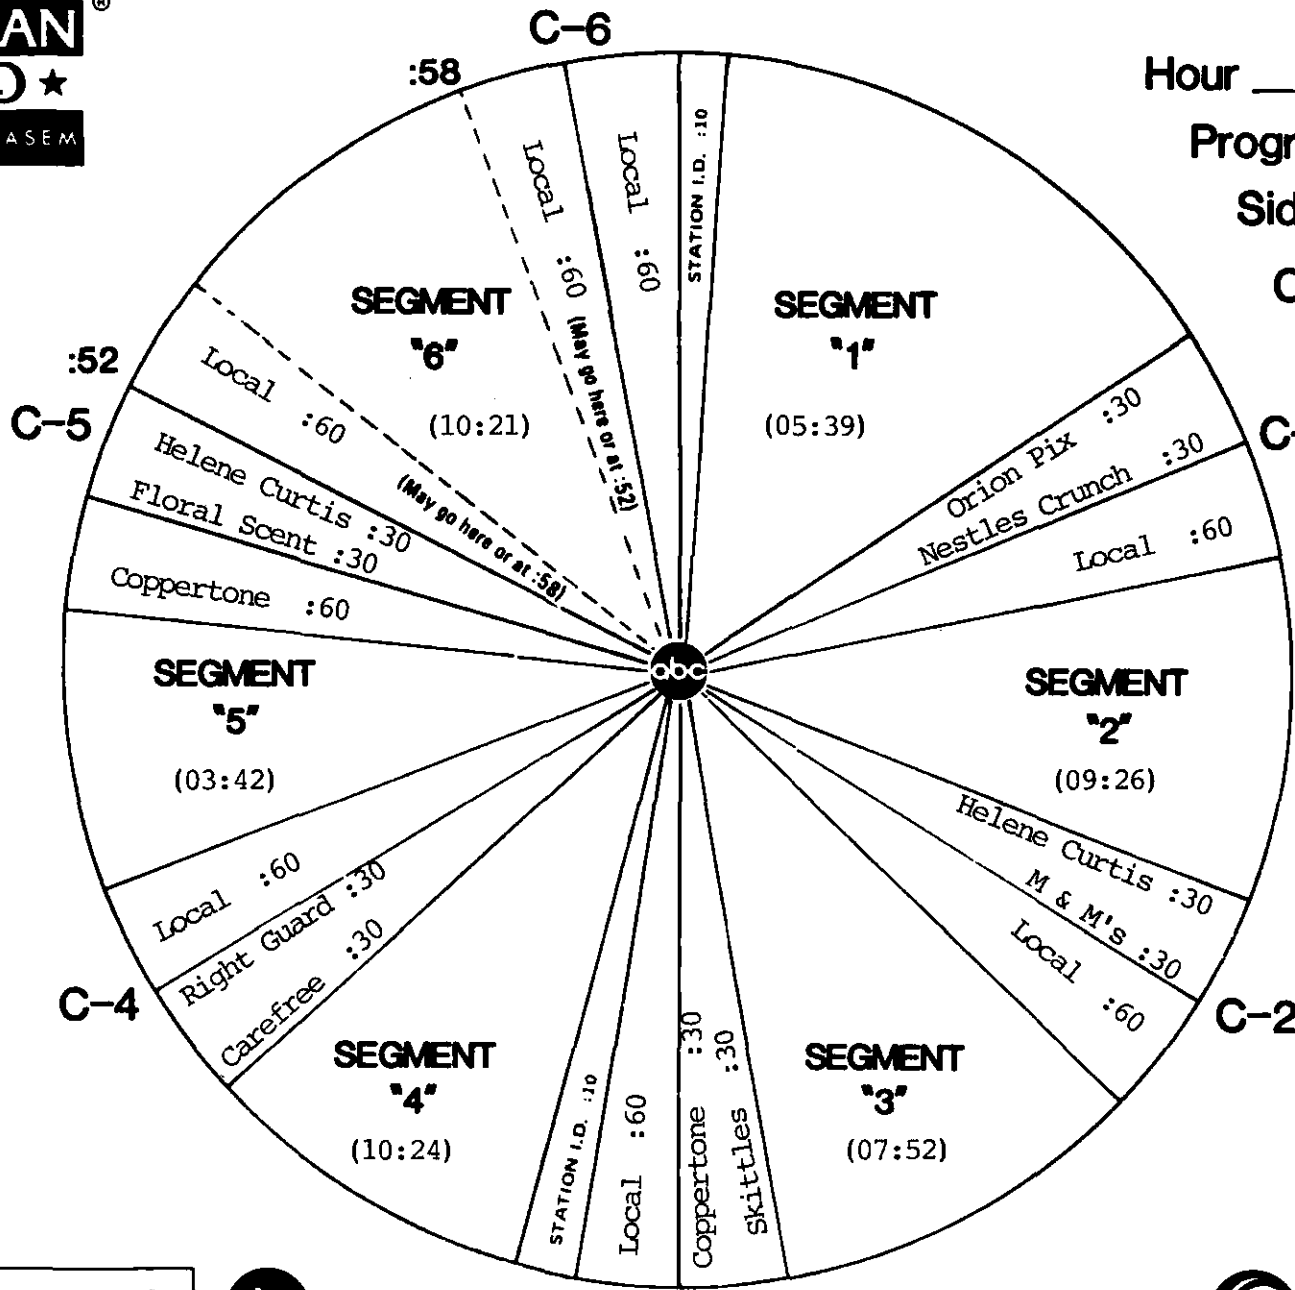 AN ®
ASEM
Hour
C-6
:58
Local :60
Local :60
(May go here or at :52)
STATION I.D. :10
SEGMENT
"1"
(05:39)
Orion Pix :30
Nestles Crunch :30
Local :60
SEGMENT
"2"
(09:26)
Helene Curtis :30
M & M's :30
Local :60
C-2
SEGMENT
"3"
(07:52)
Skittles :30
Coppertone :30
Local :60
STATION I.D. :10
SEGMENT
"4"
(10:24)
C-4
Carefree :30
Right Guard :30
Local :60
SEGMENT
"5"
(03:42)
Coppertone :60
Floral Scent :30
Helene Curtis :30
C-5
:52
Local :60
(May go here or at :58)
SEGMENT
"6"
(10:21)
abc